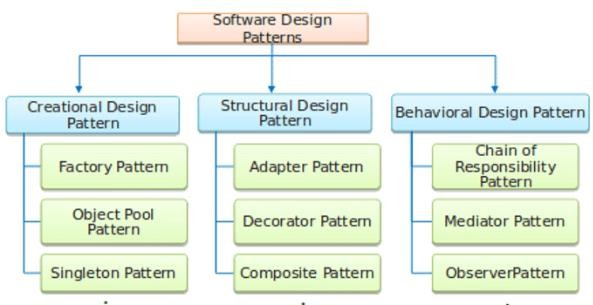 Software Design
Patterns
Creational Design
Pattern
Structural Design
Pattern
Behavioral Design Pattern
Factory Pattern
Adapter Pattern
Chain of
Responsibility
Pattern
Object Pool
Pattern
Decorator Pattern
Mediator Pattern
Singleton Pattern
Composite Pattern
ObserverPattern